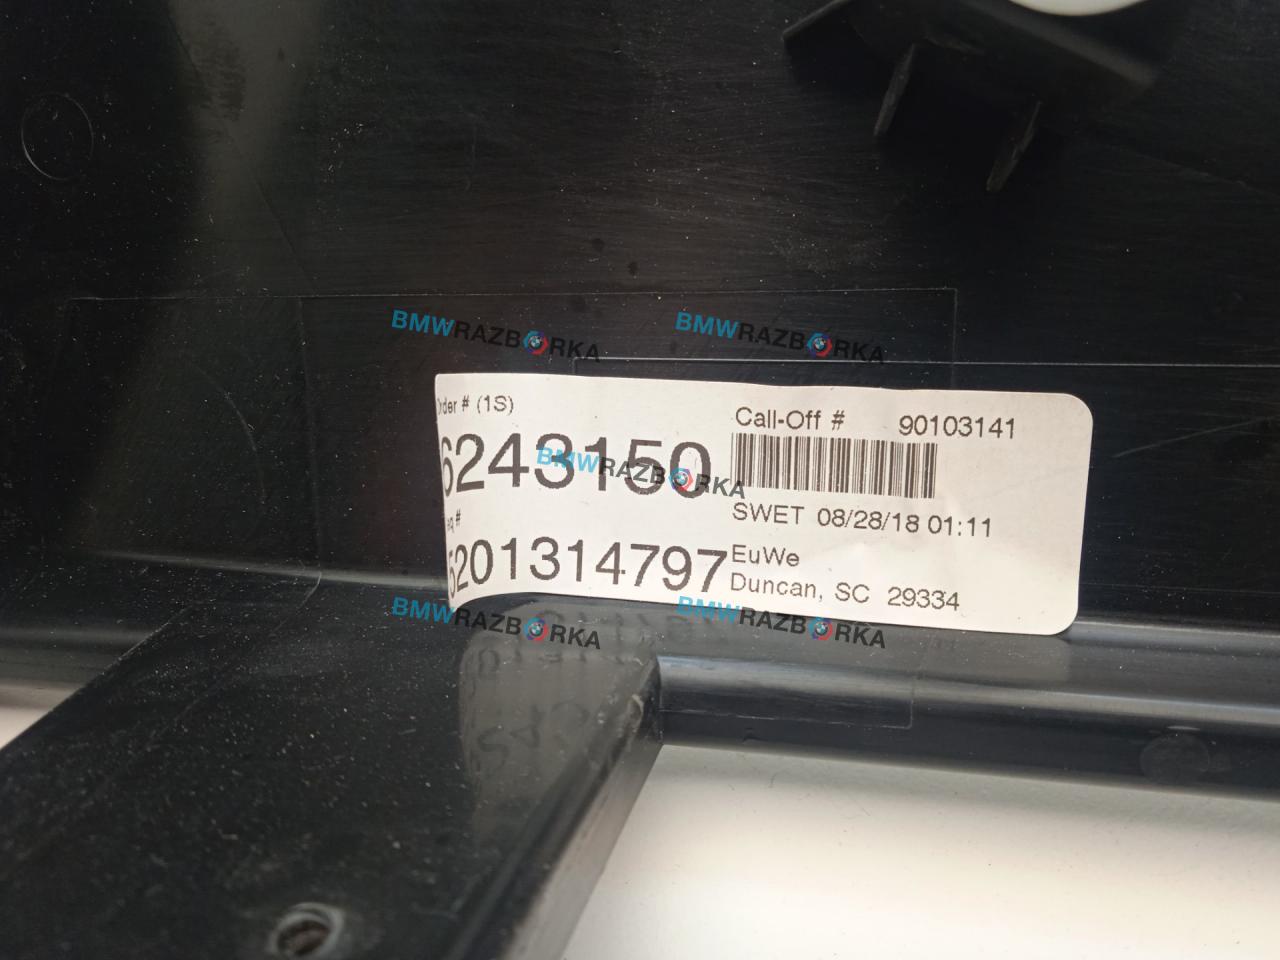 BMWRAZBORKA BMWRAZBORKA
Order # (1S)
6243150
BMWRAZBORKA
Call-Off # 90103141
SWET 08/28/18 01:11
5201314797
EuWe
Duncan, SC 29334
BMWRAZBORKA BMWRAZBORKA